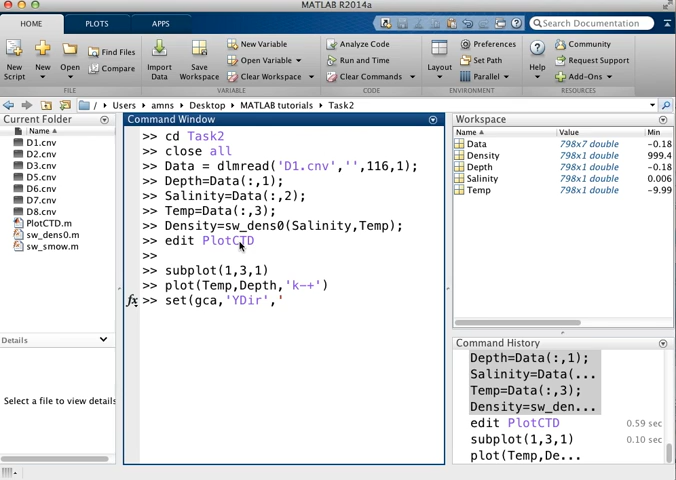 MATLAB R2014a
HOME PLOTS APPS
Search Documentation
New Script
New
Open
Find Files
Compare
Import Data
Save Workspace
New Variable
Open Variable
Clear Workspace
Analyze Code
Run and Time
Clear Commands
Layout
Preferences
Set Path
Parallel
Help
Community
Request Support
Add-Ons
FILE VARIABLE CODE ENVIRONMENT RESOURCES
/ Users amns Desktop MATLAB tutorials Task2
Current Folder
Name
D1.cnv
D2.cnv
D3.cnv
D5.cnv
D6.cnv
D7.cnv
D8.cnv
PlotCTD.m
sw_dens0.m
sw_smow.m
Details
Select a file to view details
Command Window
>> cd Task2
>> close all
>> Data = dlmread('D1.cnv','',116,1);
>> Depth=Data(:,1);
>> Salinity=Data(:,2);
>> Temp=Data(:,3);
>> Density=sw_dens0(Salinity,Temp);
>> edit PlotCTD
>>
>> subplot(1,3,1)
>> plot(Temp,Depth,'k-+')
fx >> set(gca,'YDir','
Workspace
Name Value Min
Data 798x7 double -0.18
Density 798x1 double 999.4
Depth 798x1 double -0.18
Salinity 798x1 double 0.006
Temp 798x1 double -9.99
Command History
Depth=Data(:,1);
Salinity=Data(...
Temp=Data(:,3);
Density=sw_den...
edit PlotCTD 0.59 sec
subplot(1,3,1) 0.10 sec
plot(Temp,De...